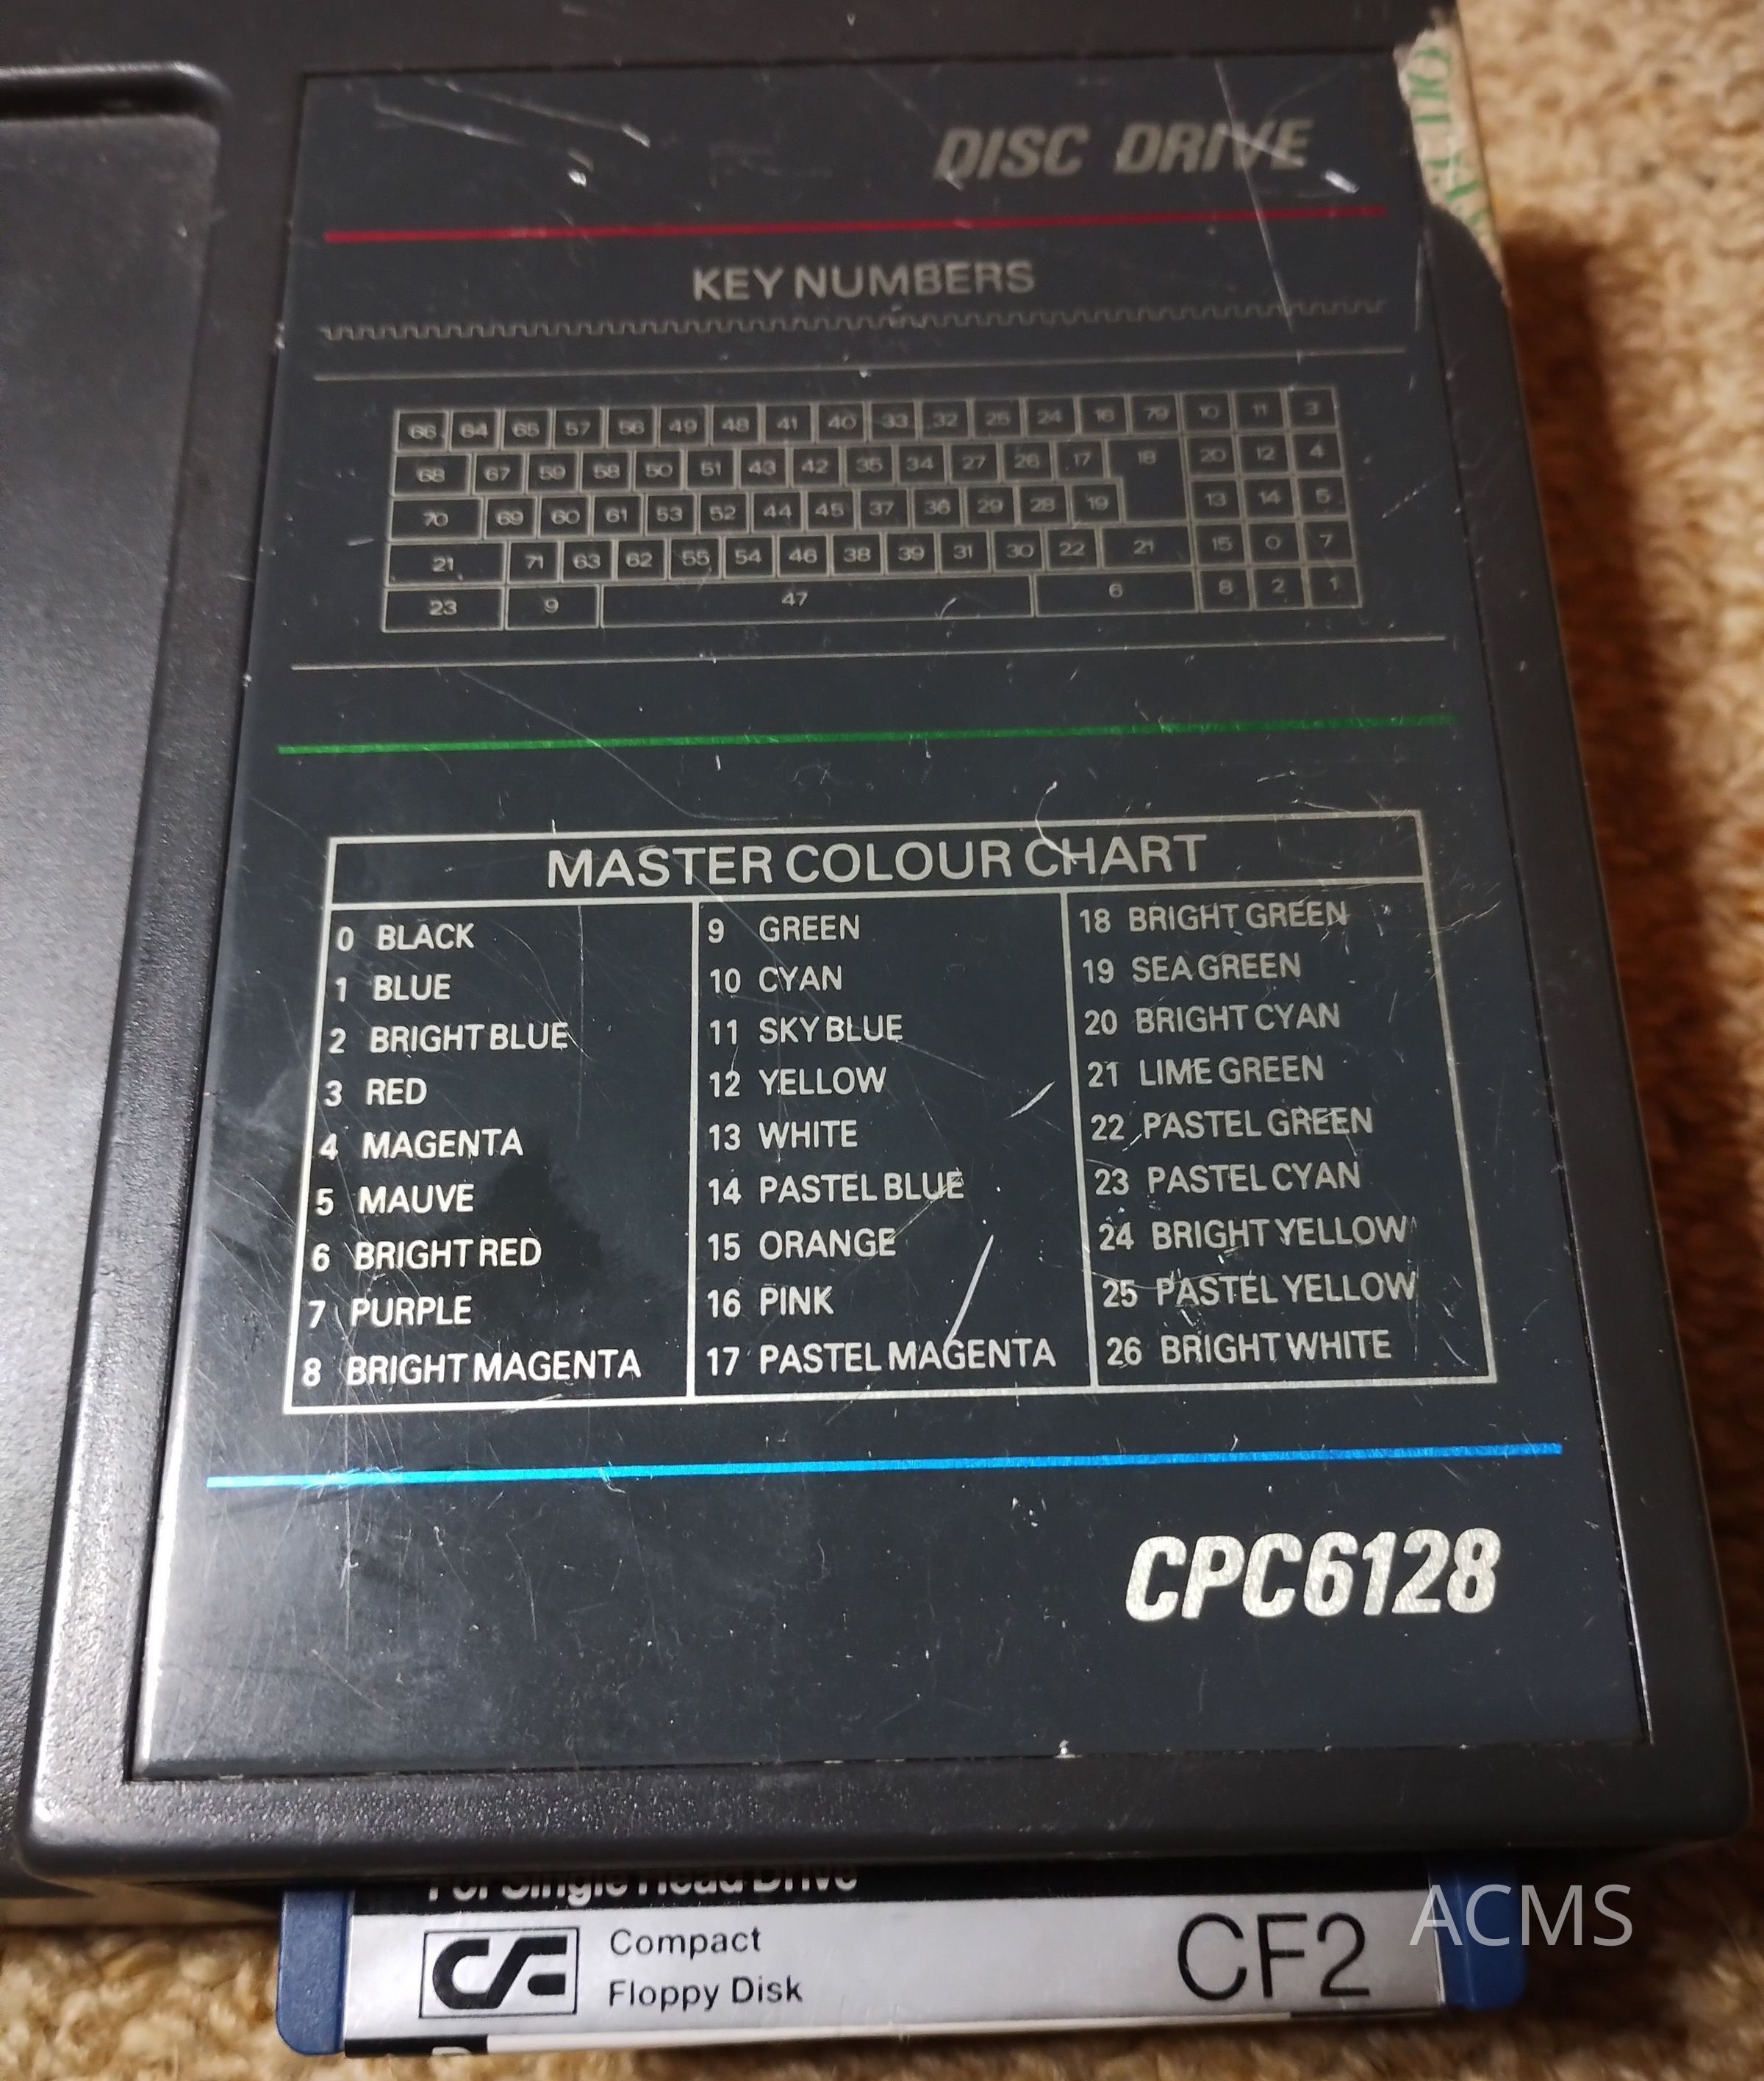 DISC DRIVE
KEY NUMBERS
66 64 65 57 56 49 48 41 40 33 32 25 24 16 79 10 11 3
68 67 59 58 50 51 43 42 35 34 27 26 17 18 20 12 4
70 69 60 61 53 52 44 45 37 36 29 28 19 13 14 5
21 71 63 62 55 54 46 38 39 31 30 22 21 15 0 7
23 9 47 6 8 2 1
MASTER COLOUR CHART
0 BLACK
1 BLUE
2 BRIGHT BLUE
3 RED
4 MAGENTA
5 MAUVE
6 BRIGHT RED
7 PURPLE
8 BRIGHT MAGENTA
9 GREEN
10 CYAN
11 SKY BLUE
12 YELLOW
13 WHITE
14 PASTEL BLUE
15 ORANGE
16 PINK
17 PASTEL MAGENTA
18 BRIGHT GREEN
19 SEA GREEN
20 BRIGHT CYAN
21 LIME GREEN
22 PASTEL GREEN
23 PASTEL CYAN
24 BRIGHT YELLOW
25 PASTEL YELLOW
26 BRIGHT WHITE
CPC6128
For Single Head Drive
Compact
Floppy Disk
CF2
ACMS